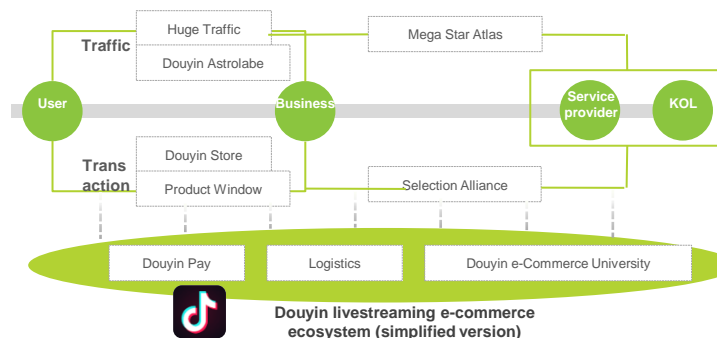 Huge Traffic
Mega Star Atlas
Traffic
Douyin Astrolabe
User
Business
Service
provider
KOL
Douyin Store
Trans
action
Product Window
Selection Alliance
Douyin Pay
Logistics
Douyin e-Commerce University
Douyin livestreaming e-commerce
ecosystem (simplified version)